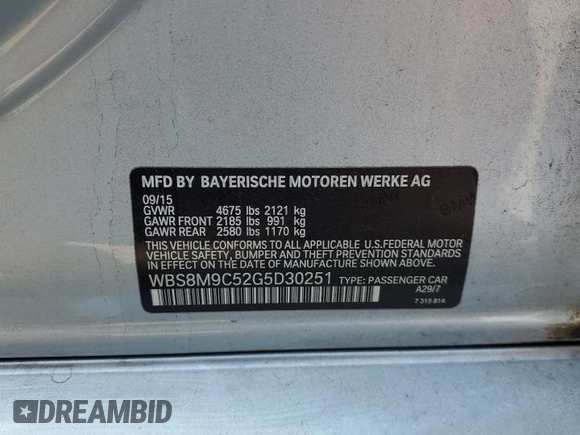 MFD BY BAYERISCHE MOTOREN WERKE AG
09/15
GVWR 4675 lbs 2121 kg
GAWR FRONT 2185 lbs 991 kg
GAWR REAR 2580 lbs 1170 kg
THIS VEHICLE CONFORMS TO ALL APPLICABLE U.S.FEDERAL MOTOR
VEHICLE SAFETY, BUMPER, AND THEFT PREVENTION STANDARDS
IN EFFECT ON THE DATE OF MANUFACTURE SHOWN ABOVE.
WBS8M9C52G5D30251 TYPE: PASSENGER CAR
A29/7
7 315 814
BMW
DREAMBID